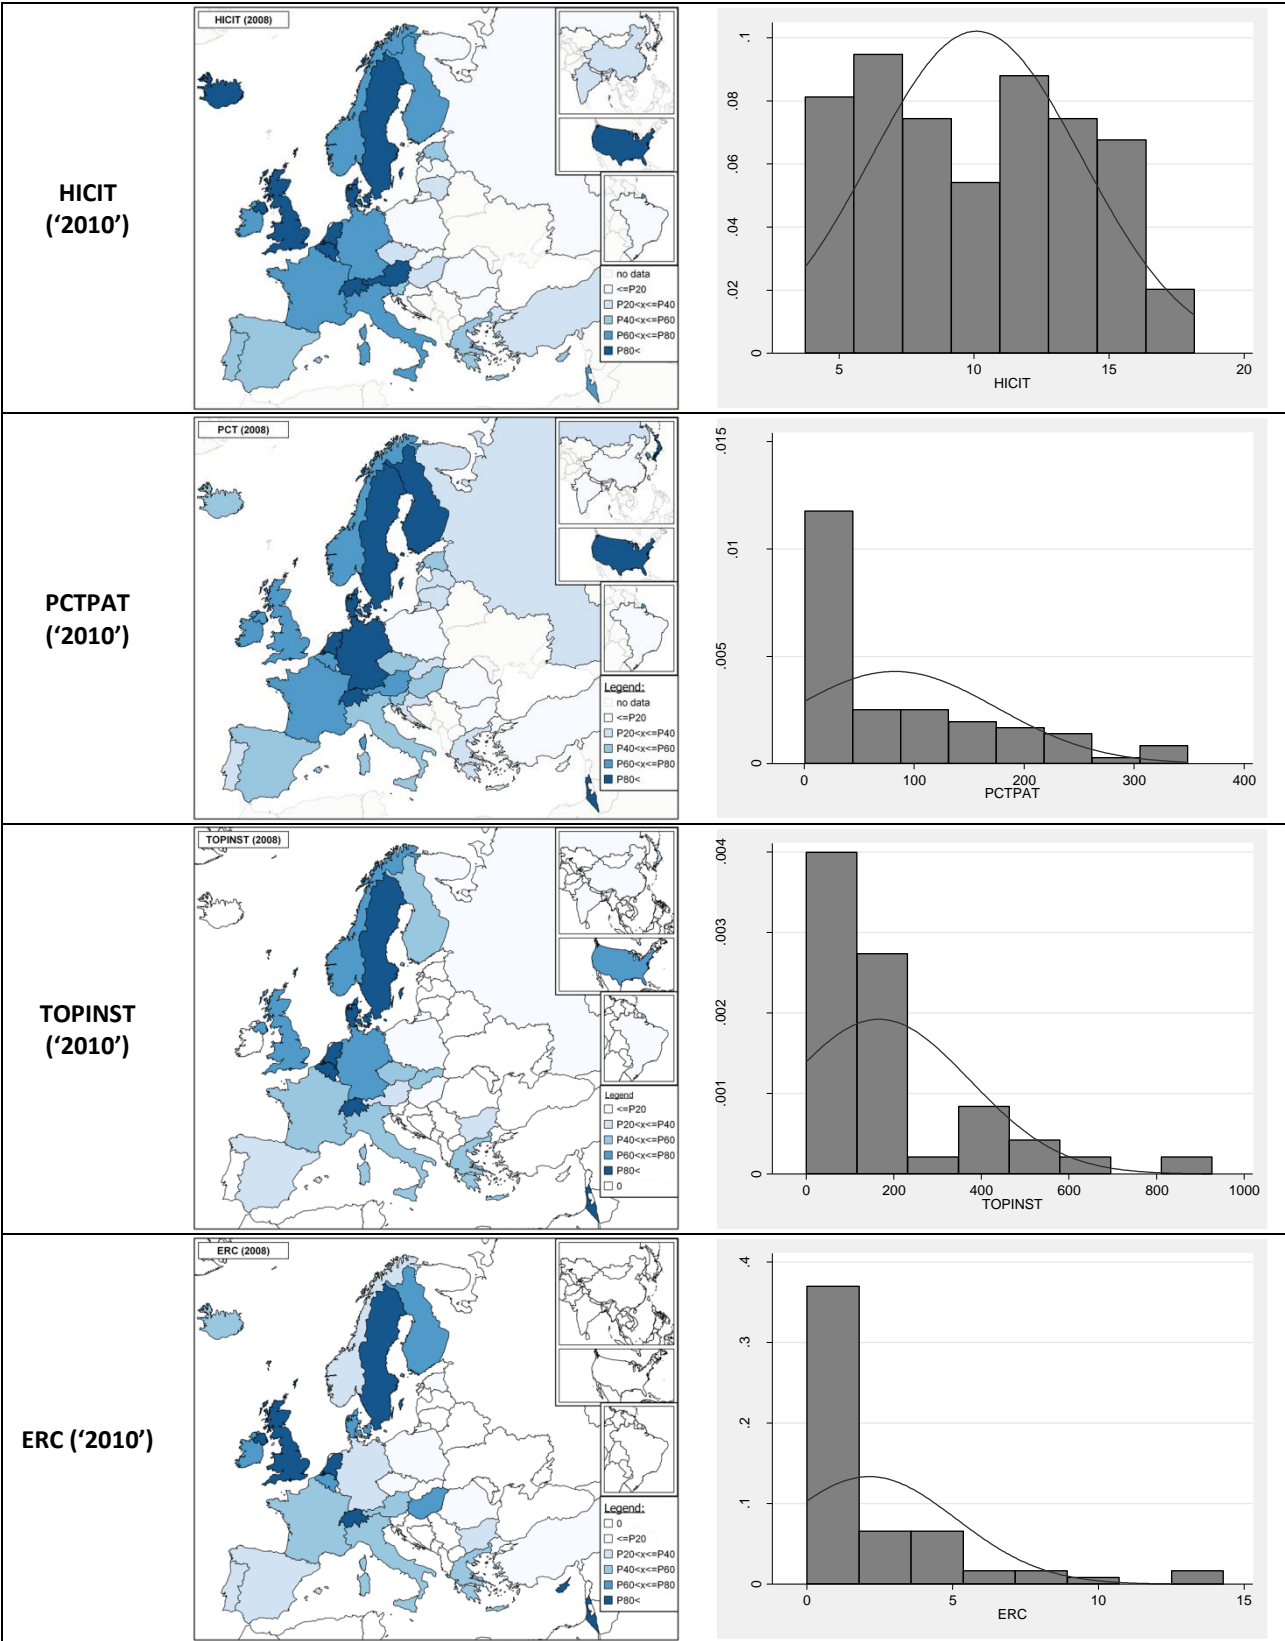 HICIT
(‘2010’)
HICIT (2008)
no data
<=P20
P20<x<=P40
P40<x<=P60
P60<x<=P80
P80<
0 .02 .04 .06 .08 .1
5 10 15 20
HICIT
PCTPAT
(‘2010’)
PCT (2008)
Legend:
no data
<=P20
P20<x<=P40
P40<x<=P60
P60<x<=P80
P80<
0 .005 .01 .015
0 100 200 300 400
PCTPAT
TOPINST
(‘2010’)
TOPINST (2008)
Legend
<=P20
P20<x<=P40
P40<x<=P60
P60<x<=P80
P80<
0
0 .001 .002 .003 .004
0 200 400 600 800 1000
TOPINST
ERC (‘2010’)
ERC (2008)
Legend:
0
<=P20
P20<x<=P40
P40<x<=P60
P60<x<=P80
P80<
0 .1 .2 .3 .4
0 5 10 15
ERC